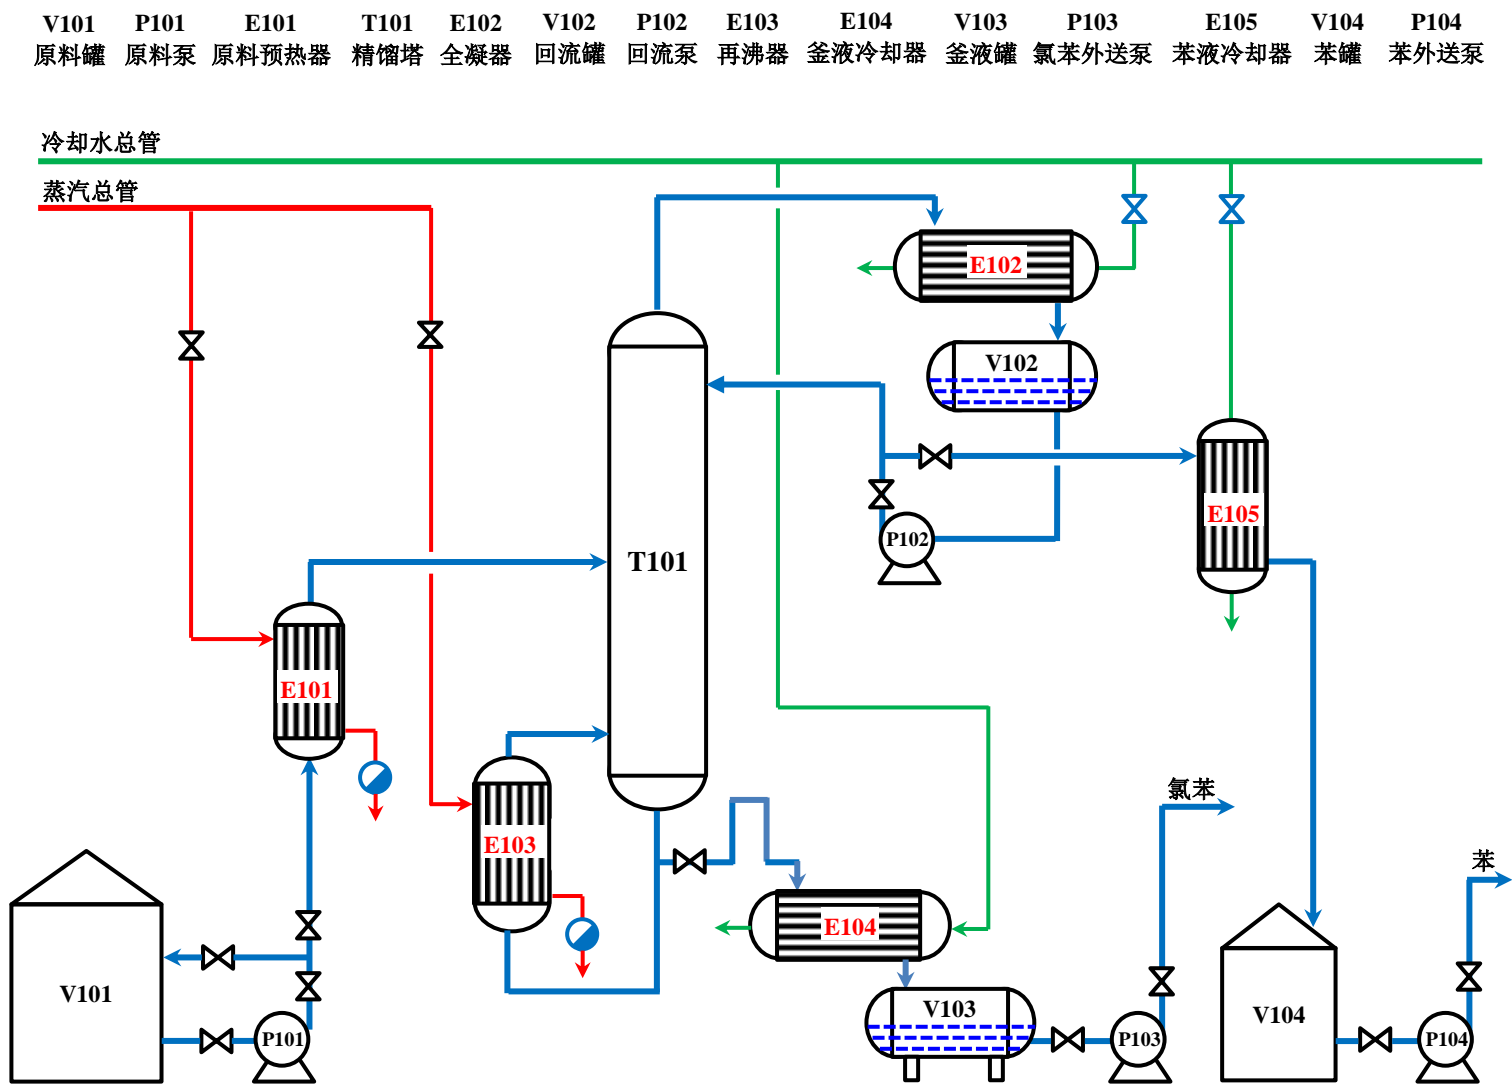 V101 P101 E101 T101 E102 V102 P102 E103 E104 V103 P103 E105 V104 P104
原料罐 原料泵 原料预热器 精馏塔 全凝器 回流罐 回流泵 再沸器 釜液冷却器 釜液罐 氯苯外送泵 苯液冷却器 苯罐 苯外送泵
冷却水总管
蒸汽总管
E102
V102
E105
P102
T101
E101
氯苯
E103
苯
E104
V101
V103
V104
P101
P103
P104